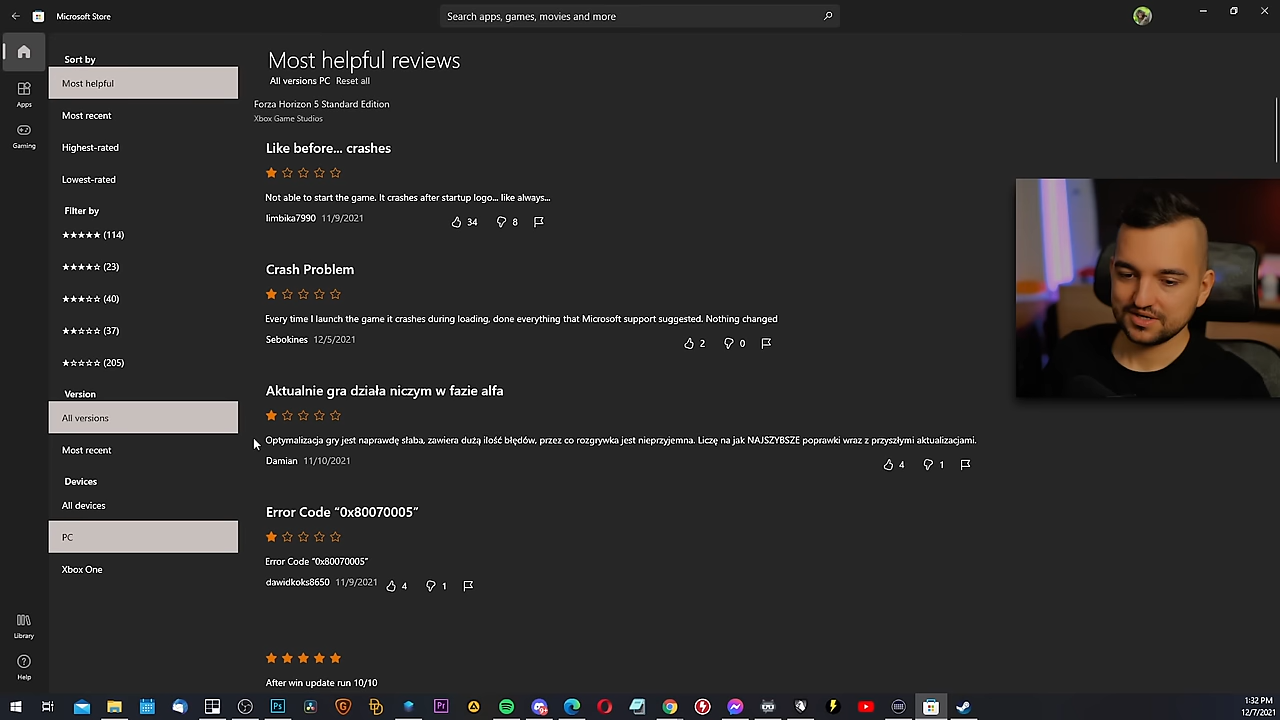 Microsoft Store
Search apps, games, movies and more
Apps
Gaming
Library
Help
Sort by
Most helpful
Most recent
Highest-rated
Lowest-rated
Filter by
★★★★★ (114)
★★★★☆ (23)
★★★☆☆ (40)
★★☆☆☆ (37)
★☆☆☆☆ (205)
Version
All versions
Most recent
Devices
All devices
PC
Xbox One
Most helpful reviews
All versions PC Reset all
Forza Horizon 5 Standard Edition
Xbox Game Studios
Like before... crashes
Not able to start the game. It crashes after startup logo... like always...
limbika7990 11/9/2021 34 8
Crash Problem
Every time I launch the game it crashes during loading, done everything that Microsoft support suggested. Nothing changed
Sebokines 12/5/2021 2 0
Aktualnie gra działa niczym w fazie alfa
Optymalizacja gry jest naprawdę słaba, zawiera dużą ilość błędów, przez co rozgrywka jest nieprzyjemna. Liczę na jak NAJSZYBSZE poprawki wraz z przyszłymi aktualizacjami.
Damian 11/10/2021 4 1
Error Code “0x80070005”
Error Code “0x80070005”
dawidkoks8650 11/9/2021 4 1
After win update run 10/10
Ps
Pr
1:32 PM
12/7/2021